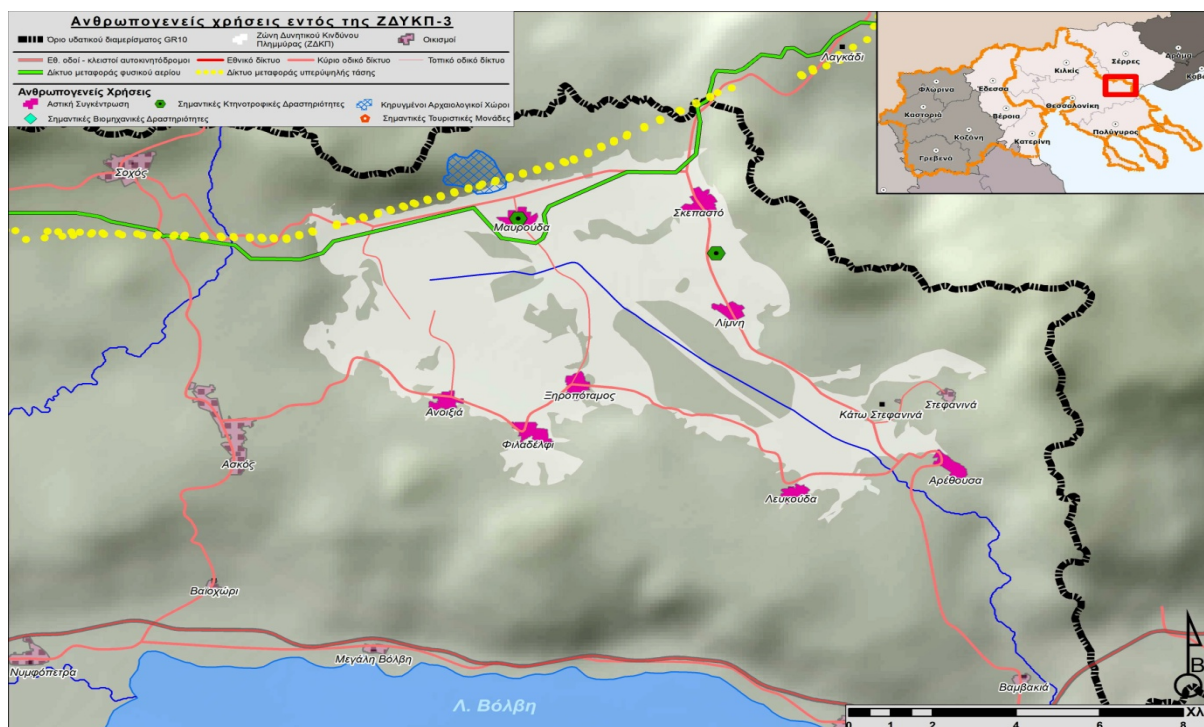 Ανθρωπογενείς χρήσεις εντός της ΖΔΥΚΠ-3
Όριο υδατικού διαμερίσματος GR10
Ζώνη Δυνητικού Κινδύνου
Πλημμύρας (ΖΔΚΠ)
Οικισμοί
Εθ. οδοί - κλειστοί αυτοκινητόδρομοι
Εθνικό δίκτυο
Κύριο οδικό δίκτυο
Τοπικό οδικό δίκτυο
Δίκτυο μεταφοράς φυσικού αερίου
Δίκτυο μεταφοράς υπερύψηλής τάσης
Ανθρωπογενείς Χρήσεις
Αστική Συγκέντρωση
Σημαντικές Κτηνοτροφικές Δραστηριότητες
Κηρυγμένοι Αρχαιολογικοί Χώροι
Σημαντικές Βιομηχανικές Δραστηριότητες
Σημαντικές Τουριστικές Μονάδες
Λαγκάδι
Σέρρες
Δράμα
Κιλκίς
Φλώρινα
Έδεσσα
Θεσσαλονίκη
Καστοριά
Βέροια
Κοζάνη
Πολύγυρος
Κατερίνη
Γρεβενά
Σοχός
Μαυρούδα
Σκεπαστό
Λίμνη
Ξηροπόταμος
Ανοιξιά
Φιλαδέλφι
Κάτω Στεφανινά
Στεφανινά
Ασκός
Λευκούδα
Αρέθουσα
Βαϊοχώρι
Νυμφόπετρα
Μεγάλη Βόλβη
Βαμβακιά
Λ. Βόλβη
Β
0 1 2 4 6